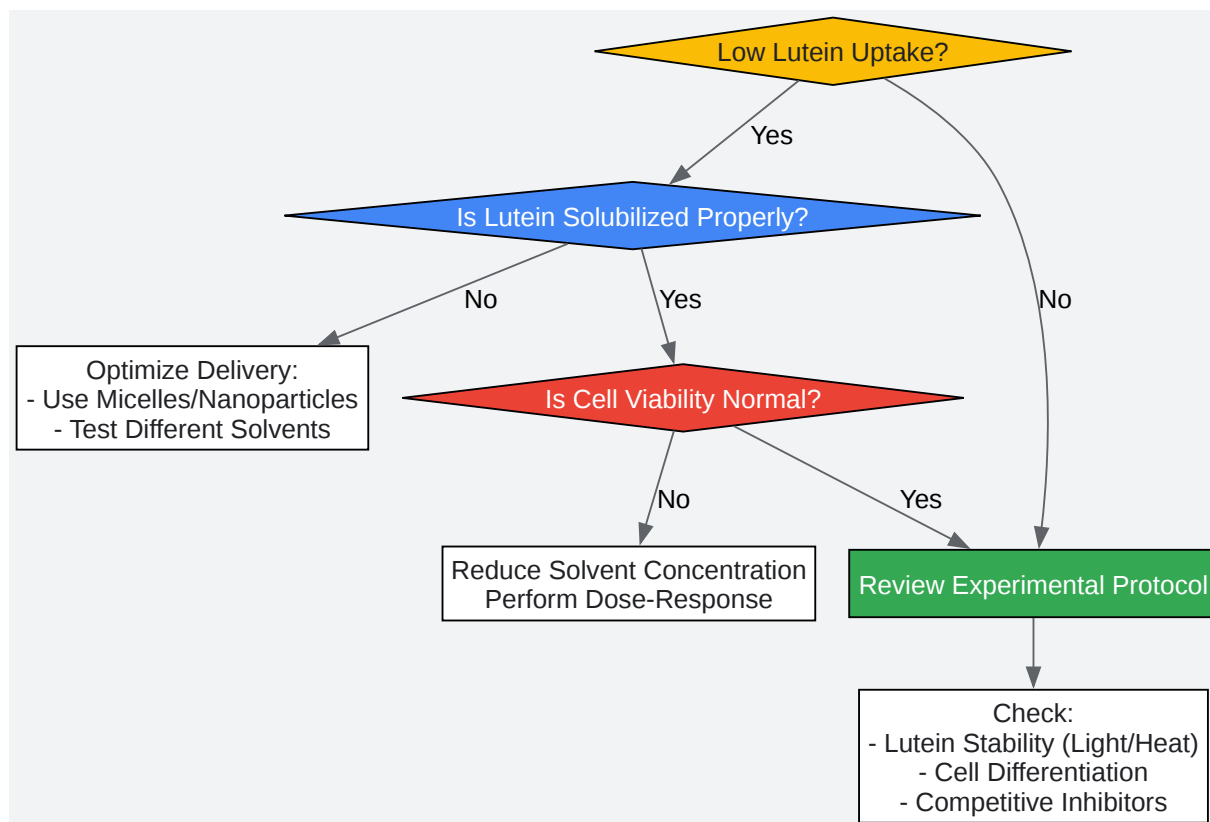 Low Lutein Uptake?
Yes
Is Lutein Solubilized Properly?
No
Yes
No
Optimize Delivery:
- Use Micelles/Nanoparticles
- Test Different Solvents
Is Cell Viability Normal?
No
Yes
Reduce Solvent Concentration
Perform Dose-Response
Review Experimental Protocol
Check:
- Lutein Stability (Light/Heat)
- Cell Differentiation
- Competitive Inhibitors